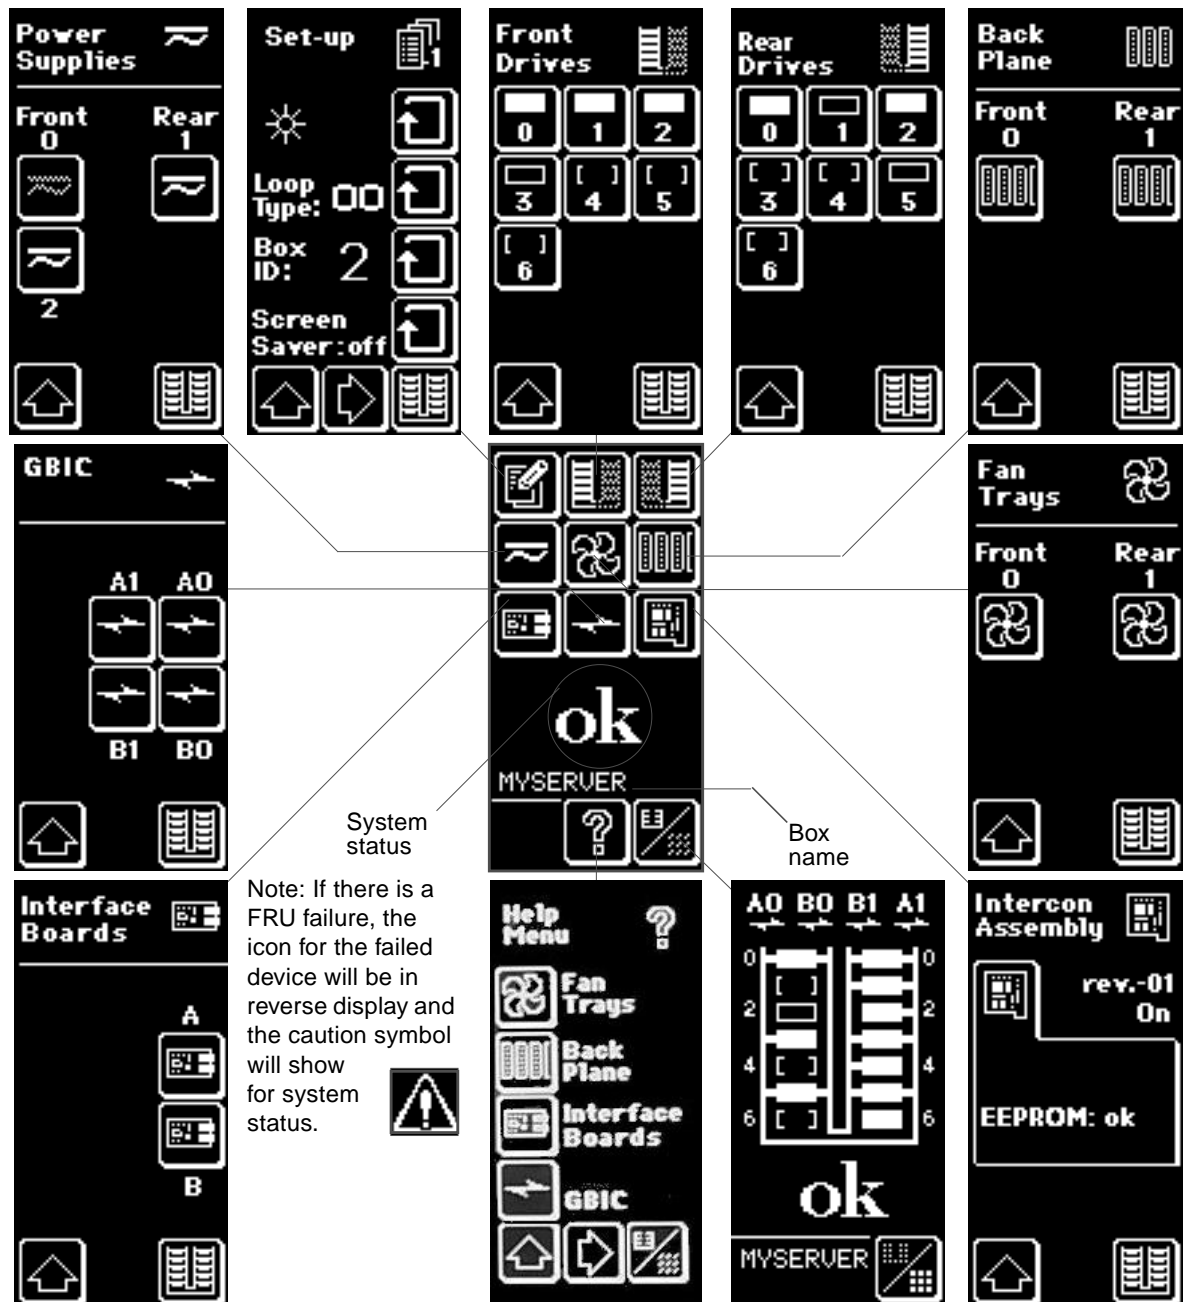 Power
Supplies
Front
0
Rear
1
2
Set-up
1
Loop
Type:
Box
ID: 2
Screen
Saver:off
Front
Drives
0 1 2
3 4 5
6
Rear
Drives
0 1 2
3 4 5
6
Back
Plane
Front
0
Rear
1
GBIC
A1 A0
B1 B0
ok
MYSERVER
?
System
status
Box
name
Fan
Trays
Front
0
Rear
1
Interface
Boards
A
B
Note: If there is a
FRU failure, the
icon for the failed
device will be in
reverse display and
the caution symbol
will show
for system
status.
Help
Menu
?
Fan
Trays
Back
Plane
Interface
Boards
GBIC
A0 B0 B1 A1
0 0
2 2
4 4
6 6
ok
MYSERVER
Intercon
Assembly
rev.-01
On
EEPROM: ok